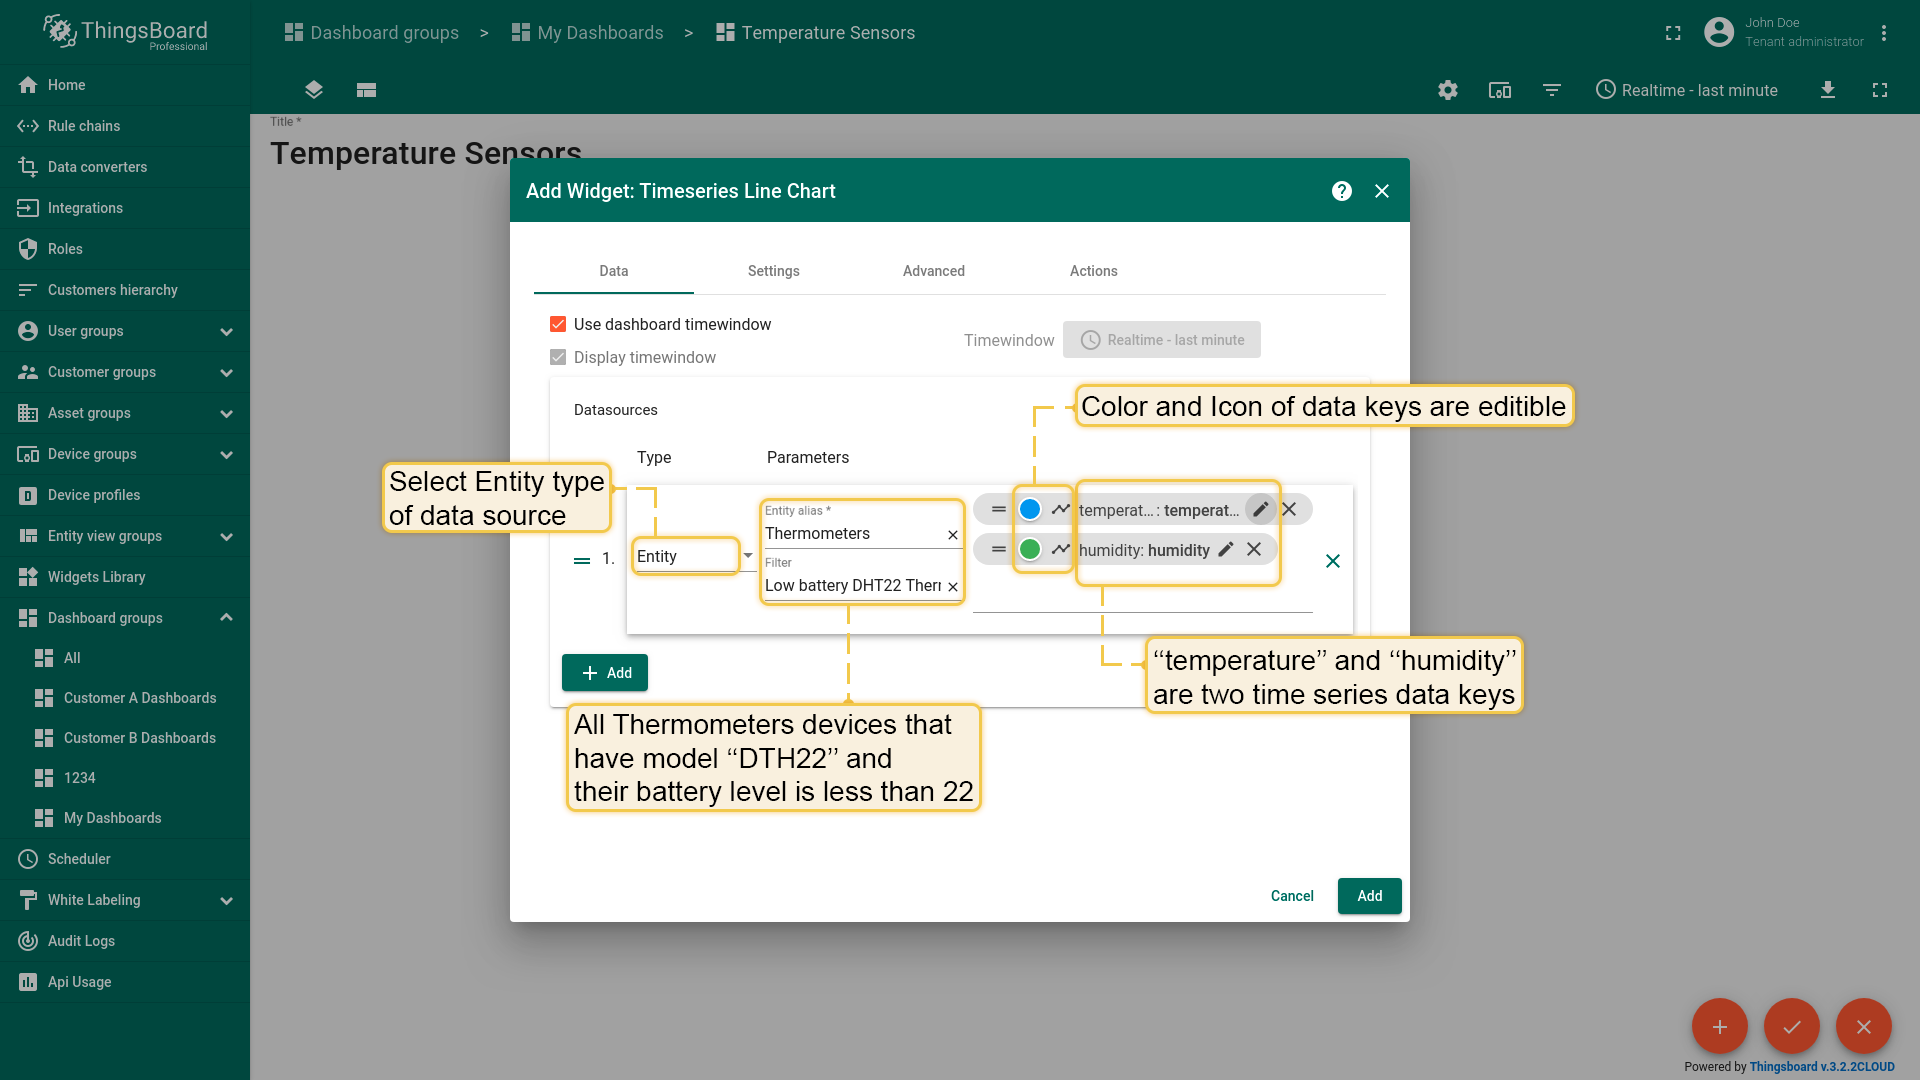 ThingsBoard
Professional
Dashboard groups > My Dashboards > Temperature Sensors
John Doe
Tenant administrator
Realtime - last minute
Home
Rule chains
Data converters
Integrations
Roles
Customers hierarchy
User groups
Customer groups
Asset groups
Device groups
Device profiles
Entity view groups
Widgets Library
Dashboard groups
All
Customer A Dashboards
Customer B Dashboards
1234
My Dashboards
Scheduler
White Labeling
Audit Logs
Api Usage
Title *
Temperature Sensors
Add Widget: Timeseries Line Chart
Data Settings Advanced Actions
Use dashboard timewindow
Display timewindow
Timewindow Realtime - last minute
Datasources
Color and Icon of data keys are editible
Type Parameters
Select Entity type
of data source
1. Entity
Entity alias *
Thermometers
Filter
Low battery DHT22 Ther
temperat... : temperat...
humidity: humidity
“temperature” and “humidity”
are two time series data keys
+ Add
All Thermometers devices that
have model “DTH22” and
their battery level is less than 22
Cancel Add
Powered by Thingsboard v.3.2.2CLOUD